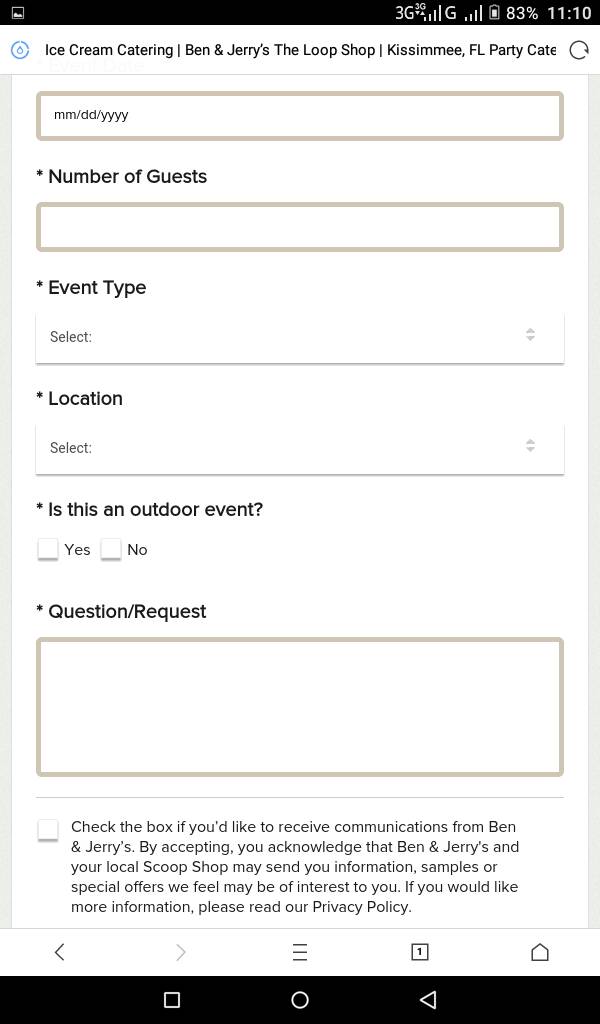 3G 3G G 83% 11:10
Ice Cream Catering | Ben & Jerry’s The Loop Shop | Kissimmee, FL Party Cate
* Event Date
mm/dd/yyyy
* Number of Guests
* Event Type
Select:
* Location
Select:
* Is this an outdoor event?
Yes No
* Question/Request
Check the box if you’d like to receive communications from Ben
& Jerry’s. By accepting, you acknowledge that Ben & Jerry's and
your local Scoop Shop may send you information, samples or
special offers we feel may be of interest to you. If you would like
more information, please read our Privacy Policy.
1